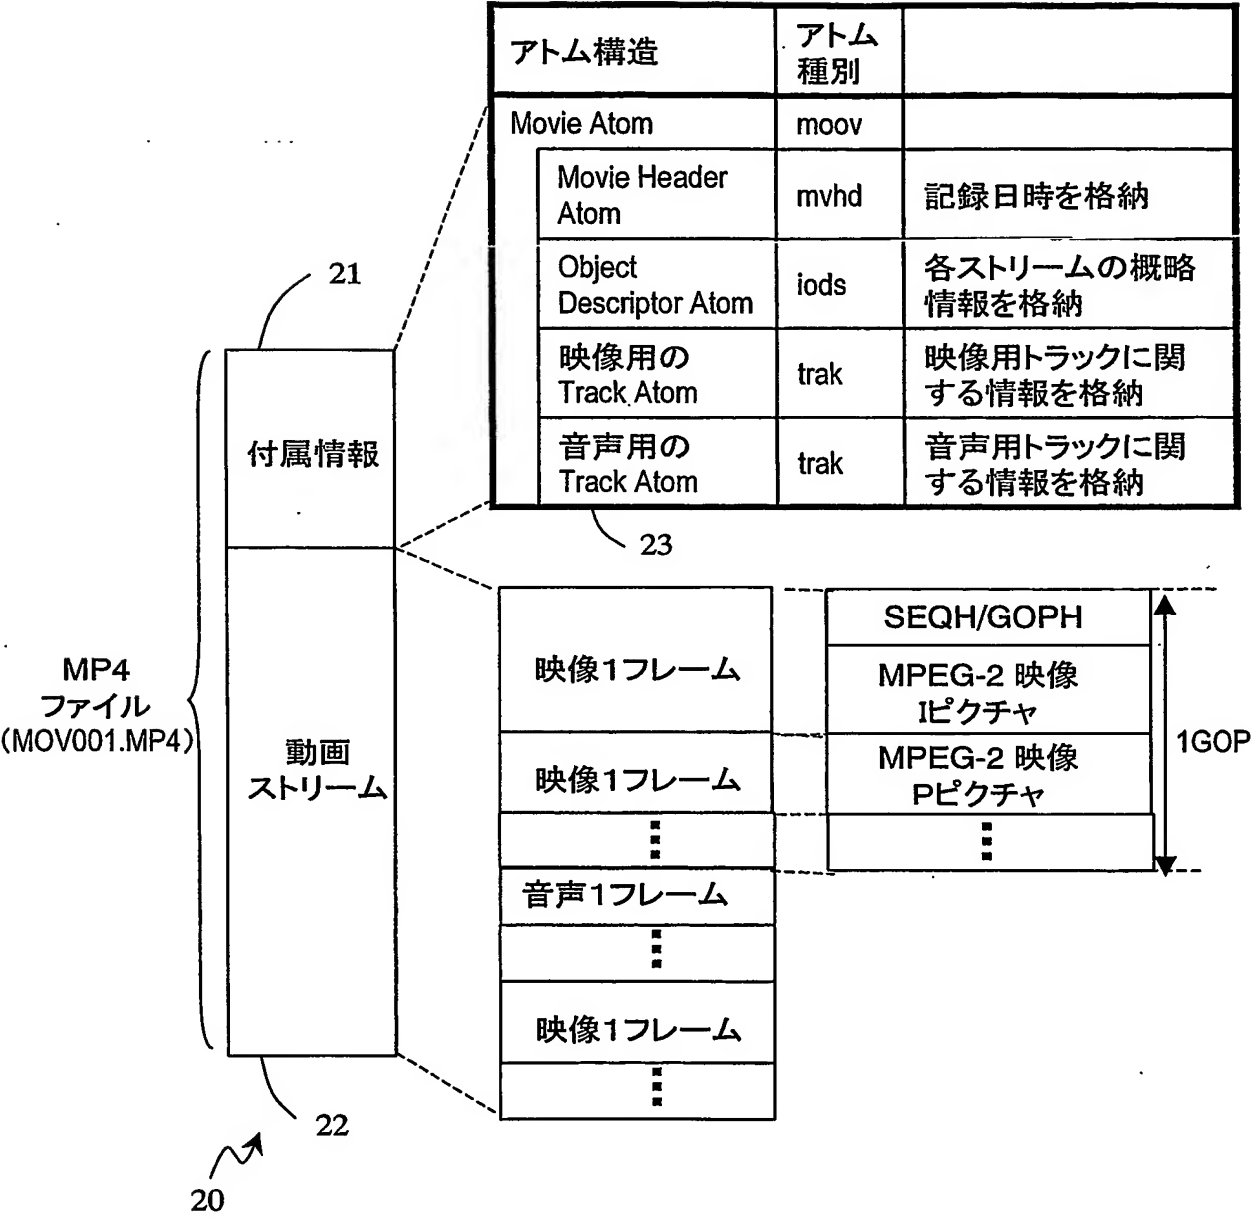 アトム構造
アトム
種別
Movie Atom
moov
Movie Header
Atom
mvhd
記録日時を格納
Object
Descriptor Atom
iods
各ストリームの概略
情報を格納
映像用の
Track Atom
trak
映像用トラックに関
する情報を格納
音声用の
Track Atom
trak
音声用トラックに関
する情報を格納
21
23
付属情報
MP4
ファイル
(MOV001.MP4)
動画
ストリーム
映像1フレーム
映像1フレーム
音声1フレーム
映像1フレーム
SEQH/GOPH
MPEG-2 映像
Iピクチャ
MPEG-2 映像
Pピクチャ
1GOP
22
20